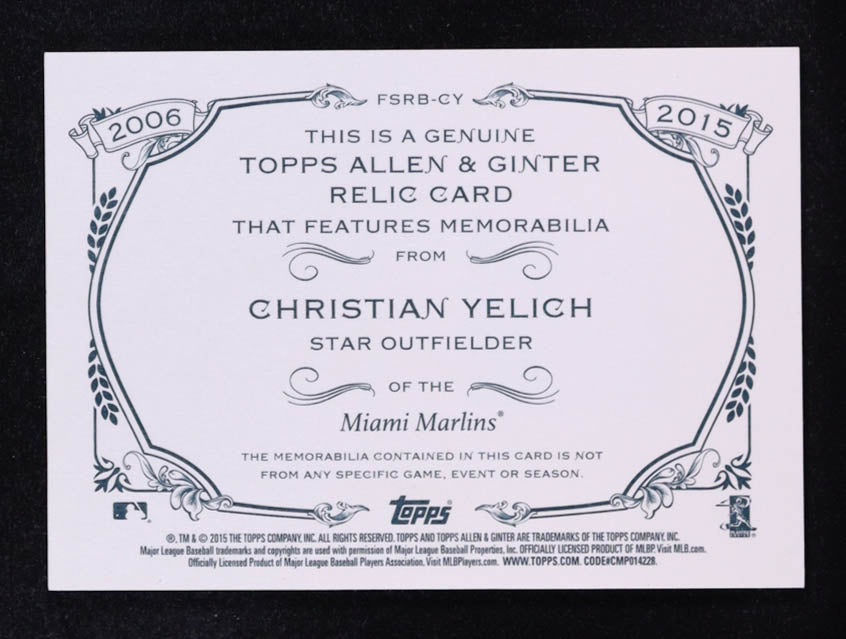 FSRB-CY
2006
2015
THIS IS A GENUINE
TOPPS ALLEN & GINTER
RELIC CARD
THAT FEATURES MEMORABILIA
FROM
CHRISTIAN YELICH
STAR OUTFIELDER
OF THE
Miami Marlins®
THE MEMORABILIA CONTAINED IN THIS CARD IS NOT
FROM ANY SPECIFIC GAME, EVENT OR SEASON.
Topps®
®, TM & © 2015 THE TOPPS COMPANY, INC. ALL RIGHTS RESERVED. TOPPS AND TOPPS ALLEN & GINTER ARE TRADEMARKS OF THE TOPPS COMPANY, INC.
Major League Baseball trademarks and copyrights are used with permission of Major League Baseball Properties, Inc. OFFICIALLY LICENSED PRODUCT OF MLBP. Visit MLB.com.
Officially Licensed Product of Major League Baseball Players Association. Visit MLBPlayers.com. WWW.TOPPS.COM. CODE#CMP014228.